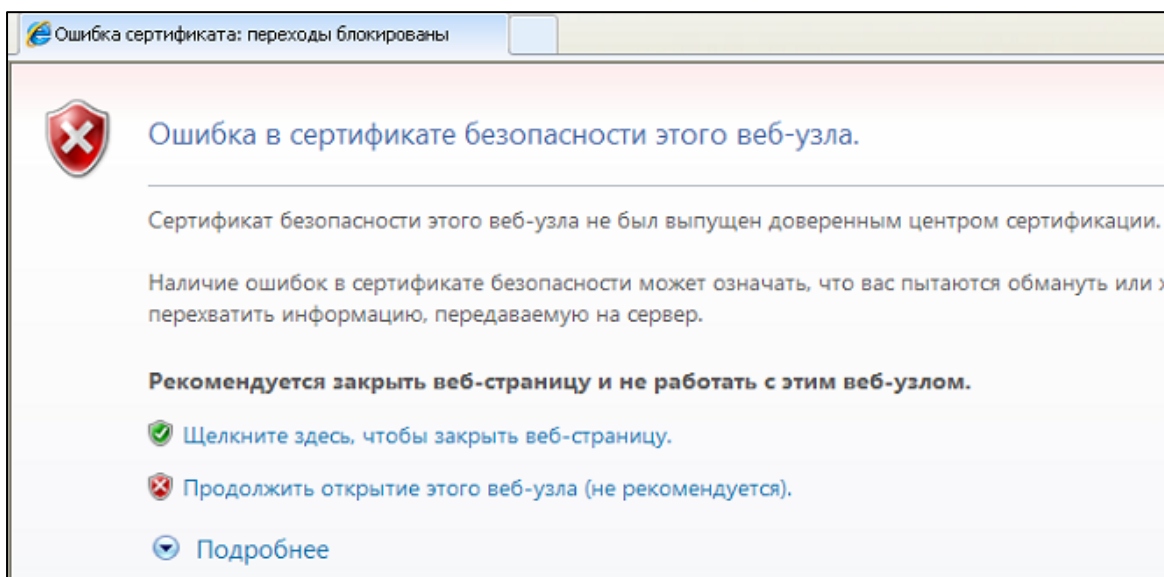 Ошибка сертификата: переходы блокированы
Ошибка в сертификате безопасности этого веб-узла.
Сертификат безопасности этого веб-узла не был выпущен доверенным центром сертификации.
Наличие ошибок в сертификате безопасности может означать, что вас пытаются обмануть или
перехватить информацию, передаваемую на сервер.
Рекомендуется закрыть веб-страницу и не работать с этим веб-узлом.
Щелкните здесь, чтобы закрыть веб-страницу.
Продолжить открытие этого веб-узла (не рекомендуется).
Подробнее